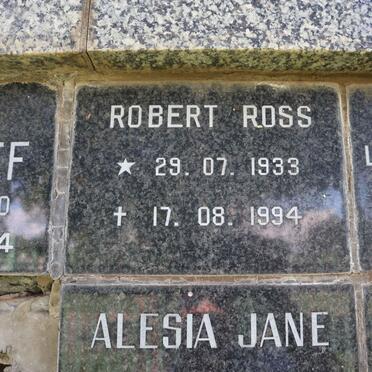 ROBERT ROSS
★ 29. 07. 1933
✝ 17. 08. 1994
ALESIA JANE